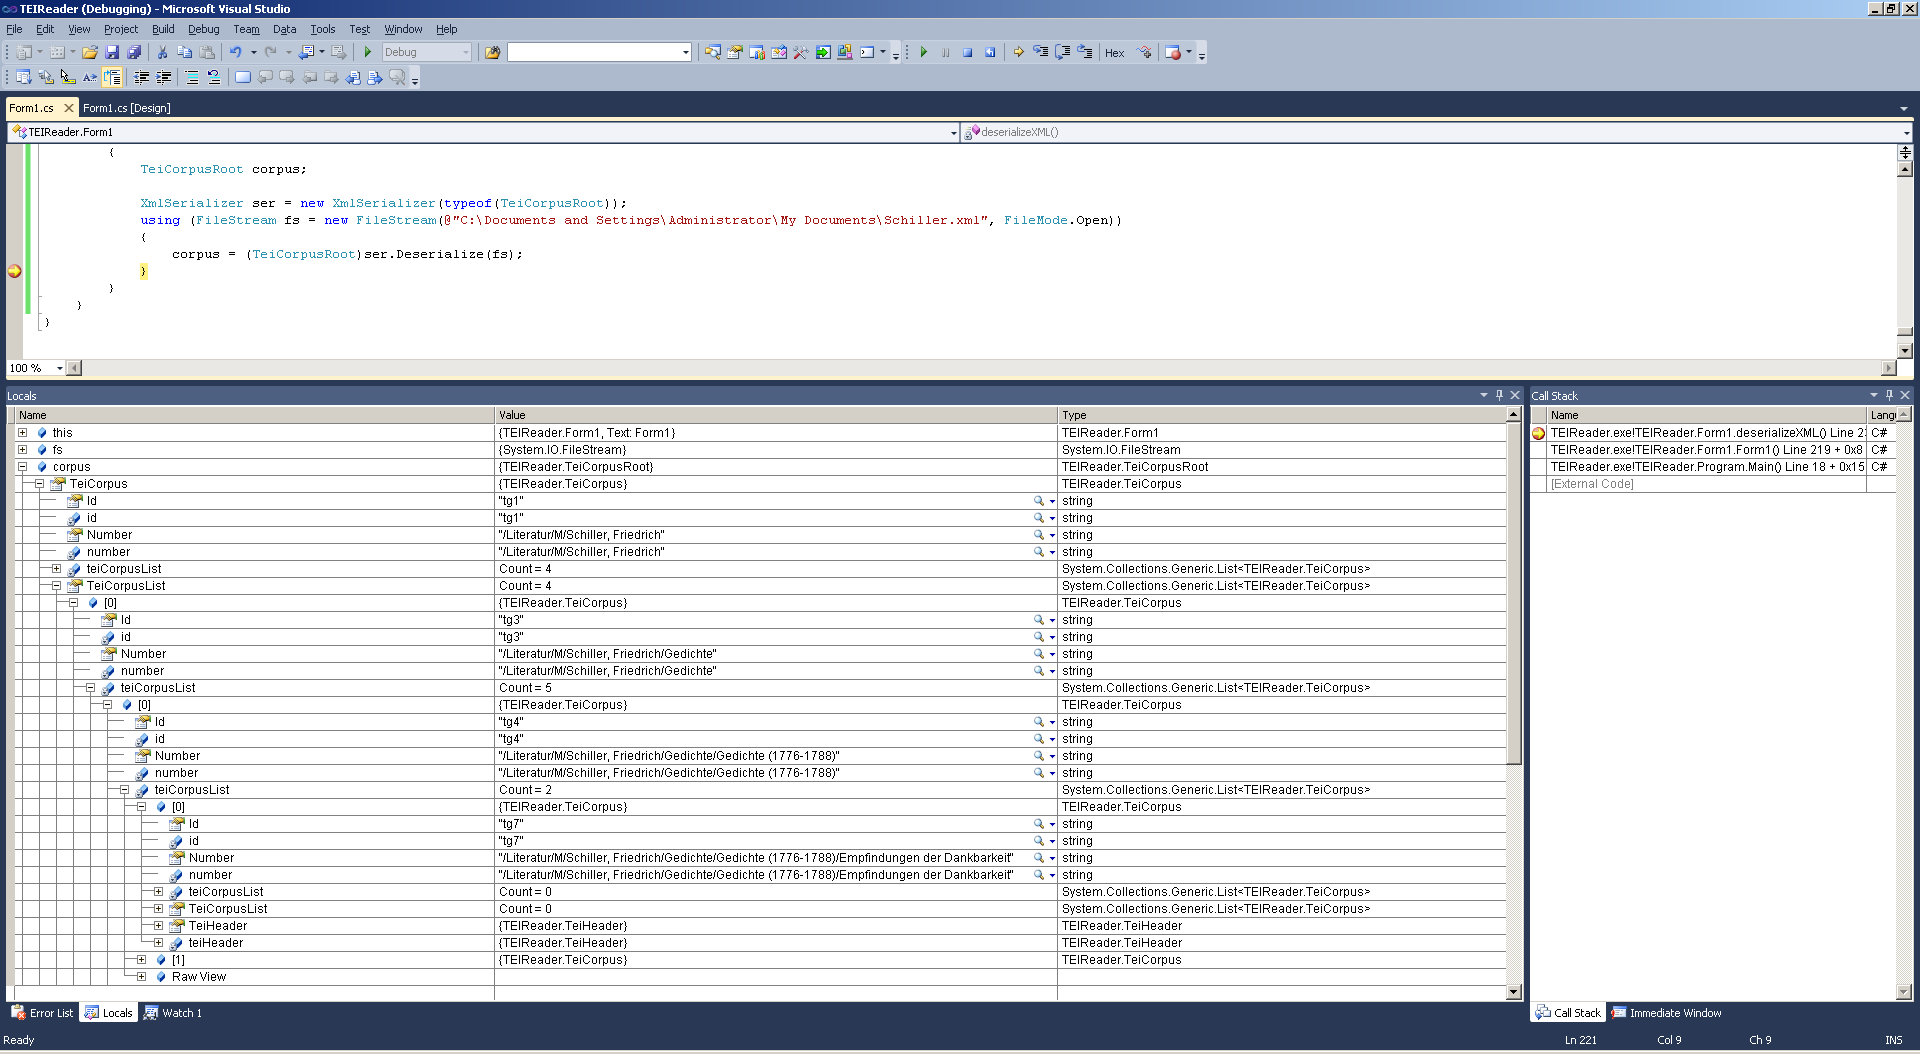 TEIReader (Debugging) - Microsoft Visual Studio
File Edit View Project Build Debug Team Data Tools Test Window Help
Debug Hex
Form1.cs Form1.cs [Design]
TEIReader.Form1 deserializeXML()
{
TeiCorpusRoot corpus;
XmlSerializer ser = new XmlSerializer(typeof(TeiCorpusRoot));
using (FileStream fs = new FileStream(@"C:\Documents and Settings\Administrator\My Documents\Schiller.xml", FileMode.Open))
{
corpus = (TeiCorpusRoot)ser.Deserialize(fs);
}
}
}
}
100 %
Locals
Name Value Type
this {TEIReader.Form1, Text: Form1} TEIReader.Form1
fs {System.IO.FileStream} System.IO.FileStream
corpus {TEIReader.TeiCorpusRoot} TEIReader.TeiCorpusRoot
TeiCorpus {TEIReader.TeiCorpus} TEIReader.TeiCorpus
Id "tg1" string
id "tg1" string
Number "/Literatur/M/Schiller, Friedrich" string
number "/Literatur/M/Schiller, Friedrich" string
teiCorpusList Count = 4 System.Collections.Generic.List<TEIReader.TeiCorpus>
TeiCorpusList Count = 4 System.Collections.Generic.List<TEIReader.TeiCorpus>
[0] {TEIReader.TeiCorpus} TEIReader.TeiCorpus
Id "tg3" string
id "tg3" string
Number "/Literatur/M/Schiller, Friedrich/Gedichte" string
number "/Literatur/M/Schiller, Friedrich/Gedichte" string
teiCorpusList Count = 5 System.Collections.Generic.List<TEIReader.TeiCorpus>
[0] {TEIReader.TeiCorpus} TEIReader.TeiCorpus
Id "tg4" string
id "tg4" string
Number "/Literatur/M/Schiller, Friedrich/Gedichte/Gedichte (1776-1788)" string
number "/Literatur/M/Schiller, Friedrich/Gedichte/Gedichte (1776-1788)" string
teiCorpusList Count = 2 System.Collections.Generic.List<TEIReader.TeiCorpus>
[0] {TEIReader.TeiCorpus} TEIReader.TeiCorpus
Id "tg7" string
id "tg7" string
Number "/Literatur/M/Schiller, Friedrich/Gedichte/Gedichte (1776-1788)/Empfindungen der Dankbarkeit" string
number "/Literatur/M/Schiller, Friedrich/Gedichte/Gedichte (1776-1788)/Empfindungen der Dankbarkeit" string
teiCorpusList Count = 0 System.Collections.Generic.List<TEIReader.TeiCorpus>
TeiCorpusList Count = 0 System.Collections.Generic.List<TEIReader.TeiCorpus>
TeiHeader {TEIReader.TeiHeader} TEIReader.TeiHeader
teiHeader {TEIReader.TeiHeader} TEIReader.TeiHeader
[1] {TEIReader.TeiCorpus} TEIReader.TeiCorpus
Raw View
Call Stack
Name Langu
TEIReader.exe!TEIReader.Form1.deserializeXML() Line 2 C#
TEIReader.exe!TEIReader.Form1.Form1() Line 219 + 0x8 C#
TEIReader.exe!TEIReader.Program.Main() Line 18 + 0x15 C#
[External Code]
Error List Locals Watch 1
Call Stack Immediate Window
Ready Ln 221 Col 9 Ch 9 INS